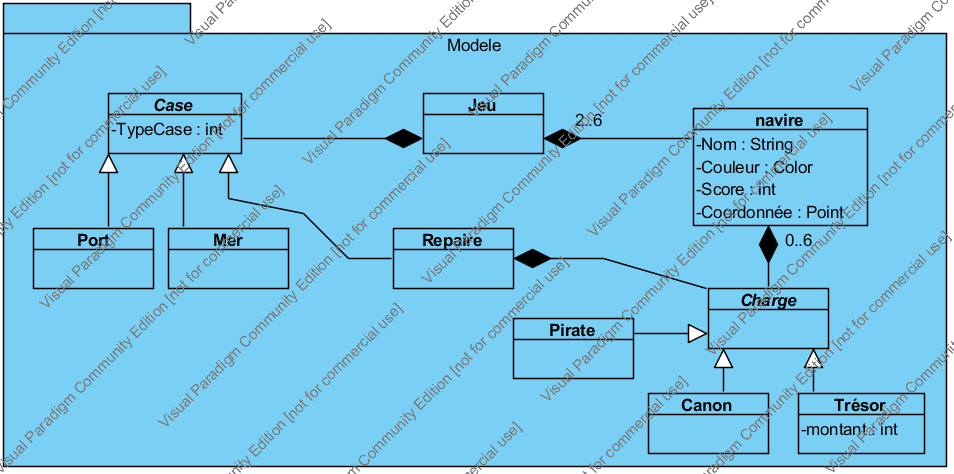 Modele
Case
-TypeCase : int
Jeu
2..6
navire
-Nom : String
-Couleur : Color
-Score : int
-Coordonnée : Point
0..6
Port
Mer
Repaire
Charge
Pirate
Canon
Trésor
-montant : int
Visual Paradigm Community Edition [not for commercial use]